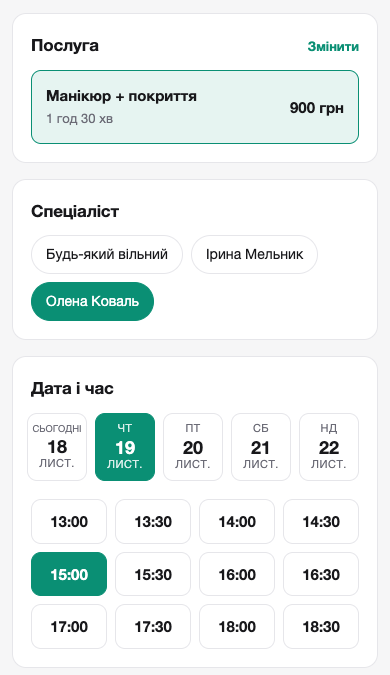 Послуга Змінити
Манікюр + покриття
1 год 30 хв
900 грн
Спеціаліст
Будь-який вільний Ірина Мельник
Олена Коваль
Дата і час
СЬОГОДНІ ЧТ ПТ СБ НД
18 19 20 21 22
ЛИСТ. ЛИСТ. ЛИСТ. ЛИСТ. ЛИСТ.
13:00 13:30 14:00 14:30
15:00 15:30 16:00 16:30
17:00 17:30 18:00 18:30